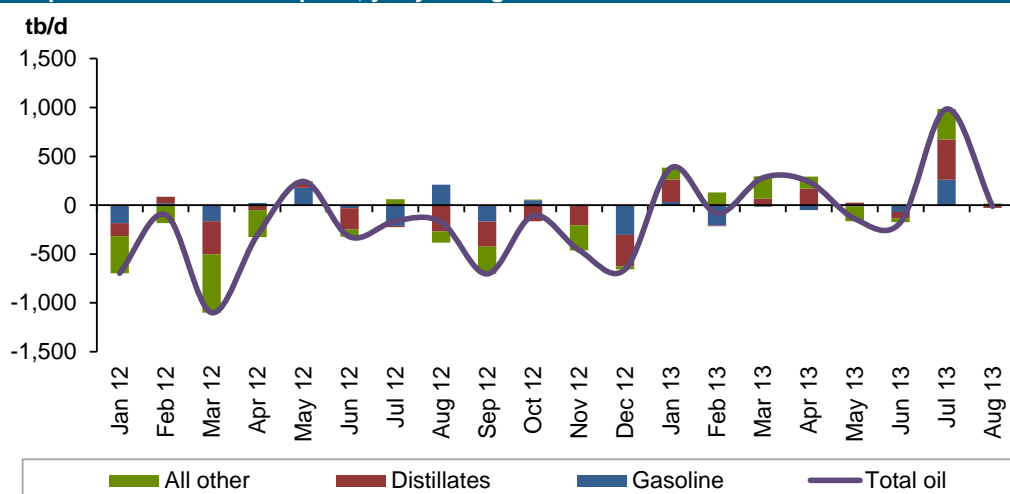 tb/d
1,500
1,000
500
0
-500
-1,000
-1,500
Jan 12
Feb 12
Mar 12
Apr 12
May 12
Jun 12
Jul 12
Aug 12
Sep 12
Oct 12
Nov 12
Dec 12
Jan 13
Feb 13
Mar 13
Apr 13
May 13
Jun 13
Jul 13
Aug 13
All other Distillates Gasoline Total oil